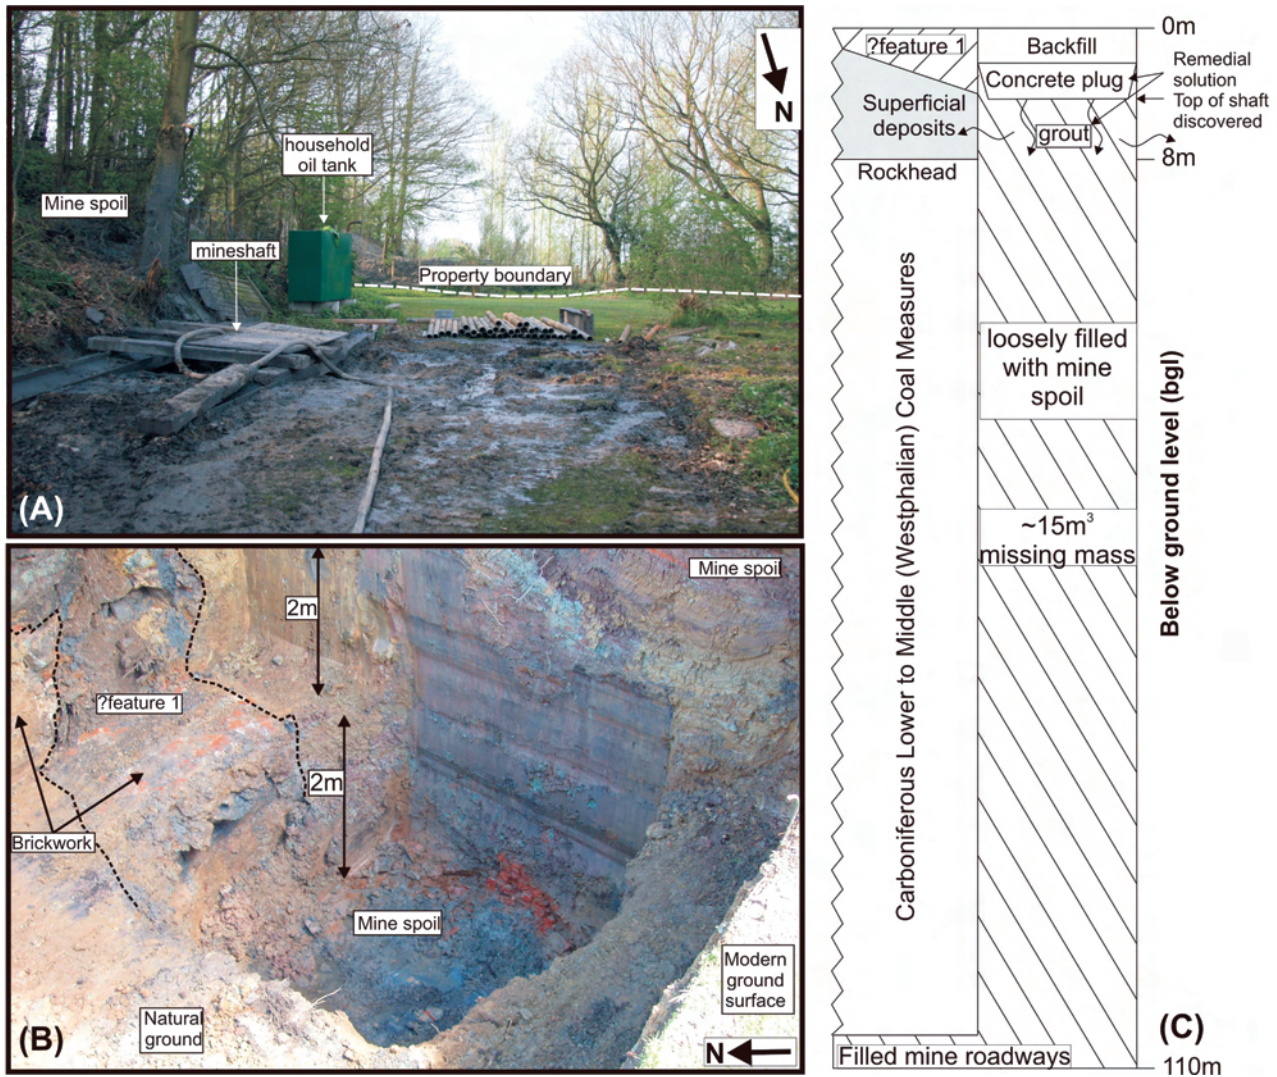 N
household
oil tank
Mine spoil
mineshaft
Property boundary
(A)
2m
Mine spoil
?feature 1
2m
Brickwork
Mine spoil
Modern
ground
surface
Natural
ground
N
(B)
0m
?feature 1
Backfill
Remedial
solution
Concrete plug
Top of shaft
discovered
Superficial
deposits
grout
8m
Rockhead
Carboniferous Lower to Middle (Westphalian) Coal Measures
loosely filled
with mine
spoil
~15m³
missing mass
Below ground level (bgl)
(C)
Filled mine roadways
110m